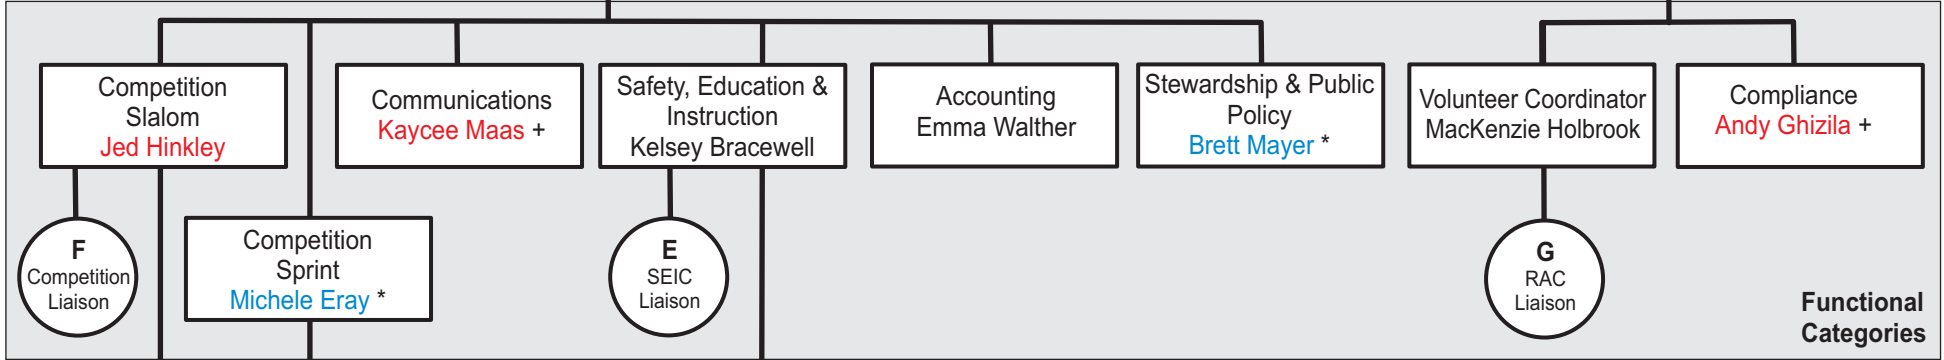 Competition
Slalom
Jed Hinkley
Communications
Kaycee Maas +
Safety, Education &
Instruction
Kelsey Bracewell
Accounting
Emma Walther
Stewardship & Public
Policy
Brett Mayer *
Volunteer Coordinator
MacKenzie Holbrook
Compliance
Andy Ghizila +
F
Competition
Liaison
Competition
Sprint
Michele Eray *
E
SEIC
Liaison
G
RAC
Liaison
Functional
Categories